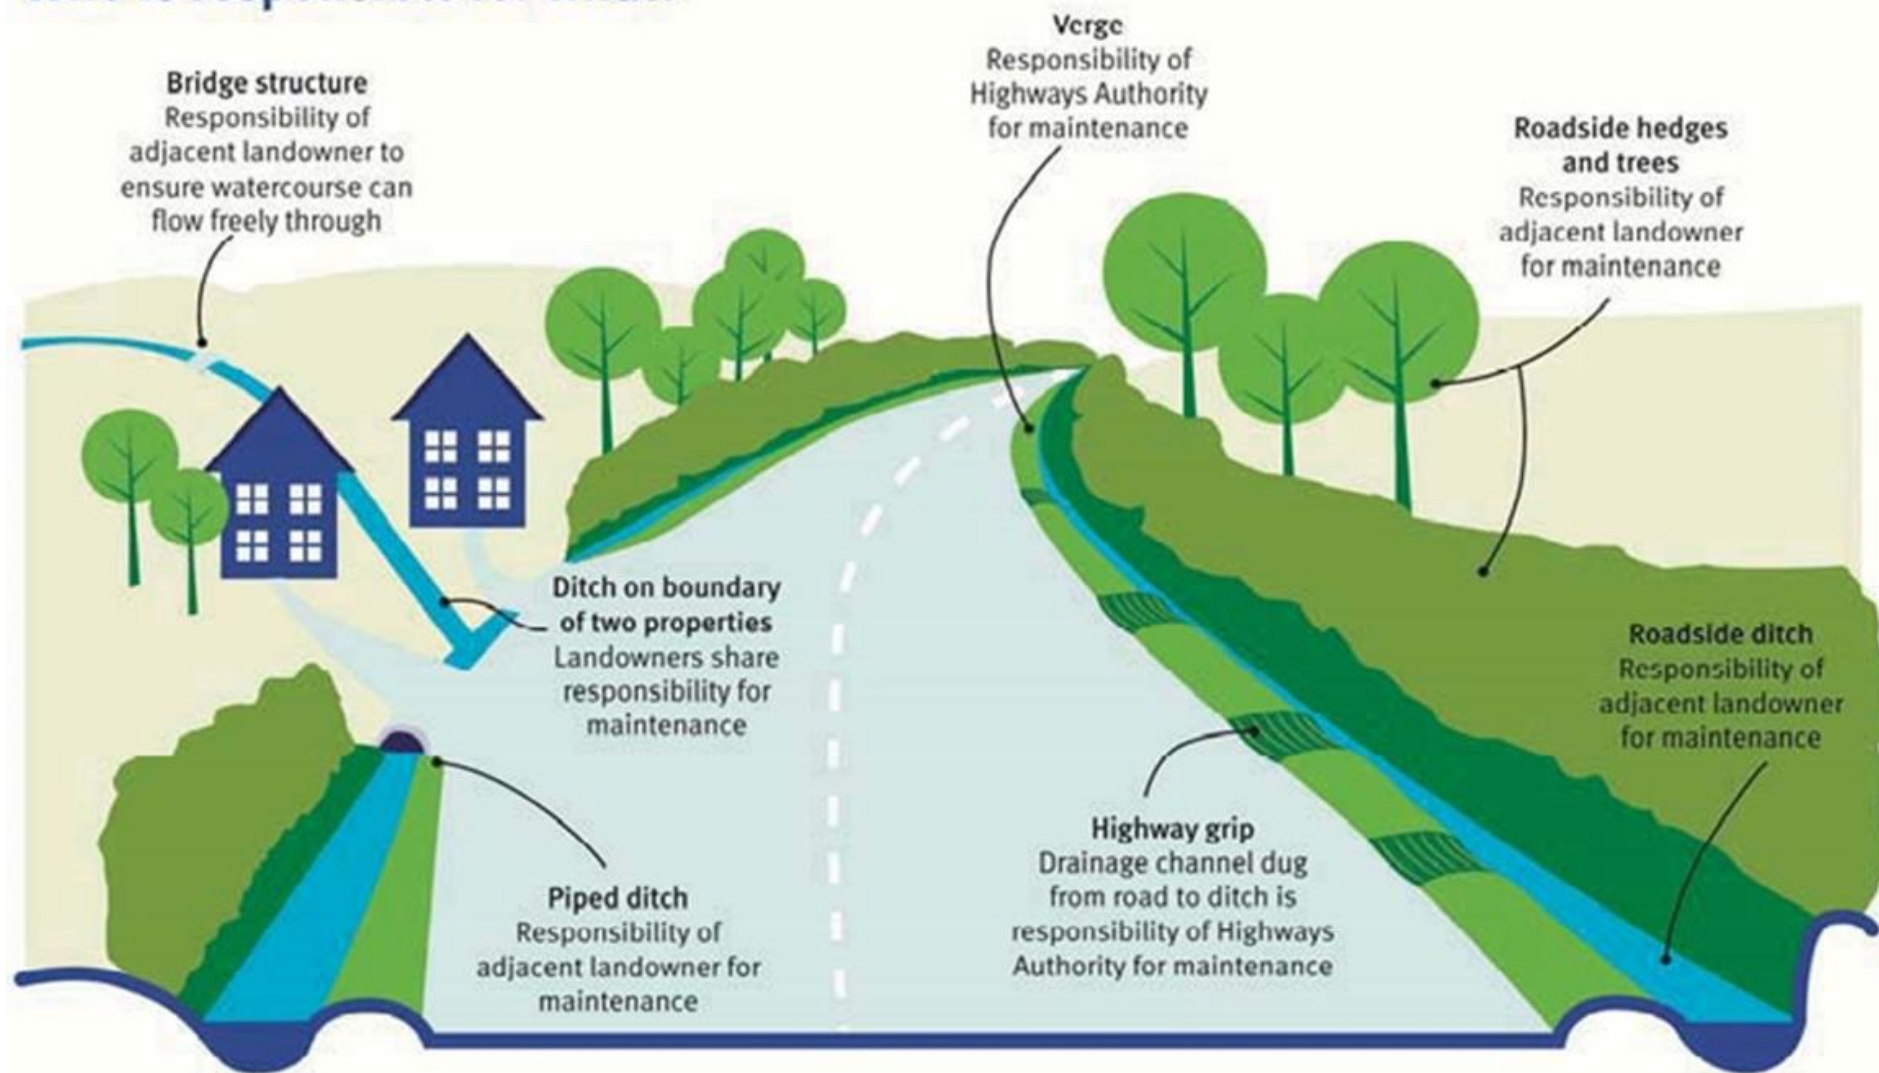 Bridge structure
Responsibility of
adjacent landowner to
ensure watercourse can
flow freely through
Verge
Responsibility of
Highways Authority
for maintenance
Roadside hedges
and trees
Responsibility of
adjacent landowner
for maintenance
Ditch on boundary
of two properties
Landowners share
responsibility for
maintenance
Roadside ditch
Responsibility of
adjacent landowner
for maintenance
Piped ditch
Responsibility of
adjacent landowner for
maintenance
Highway grip
Drainage channel dug
from road to ditch is
responsibility of Highways
Authority for maintenance